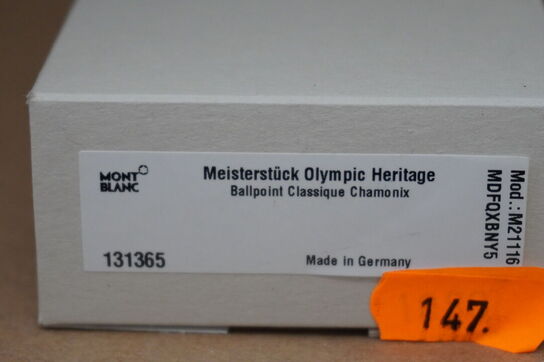 MONT
BLANC
Meisterstück Olympic Heritage
Ballpoint Classique Chamonix
131365
Made in Germany
Mod.: M21116
MDFQXBNY5
147.